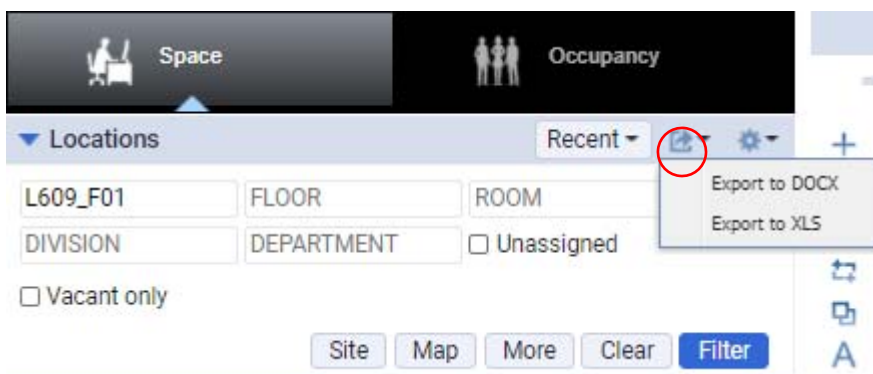 Space
Occupancy
Locations
Recent
L609_F01
FLOOR
ROOM
Export to DOCX
Export to XLS
DIVISION
DEPARTMENT
Unassigned
Vacant only
Site
Map
More
Clear
Filter
A